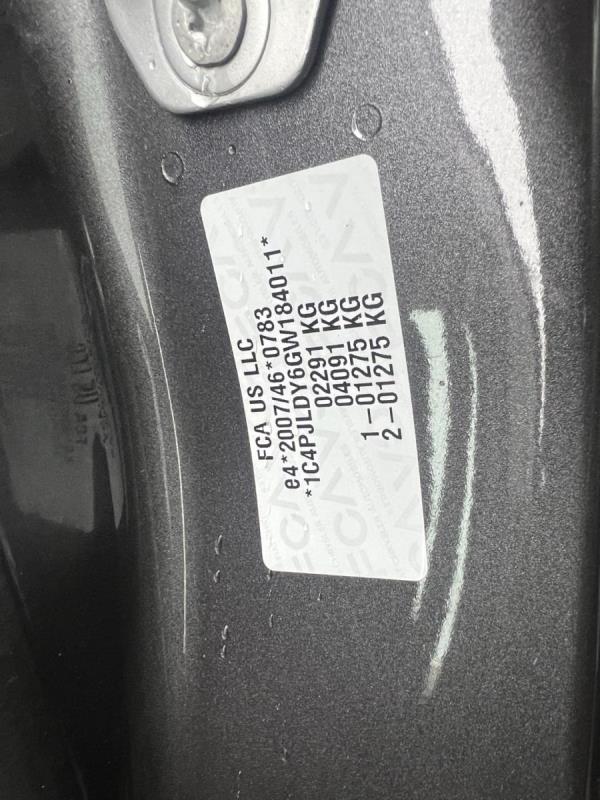 FCA US LLC
e4*2007/46*0783
*1C4PJLDY6GW184011*
02291 KG
04091 KG
1-01275 KG
2-01275 KG